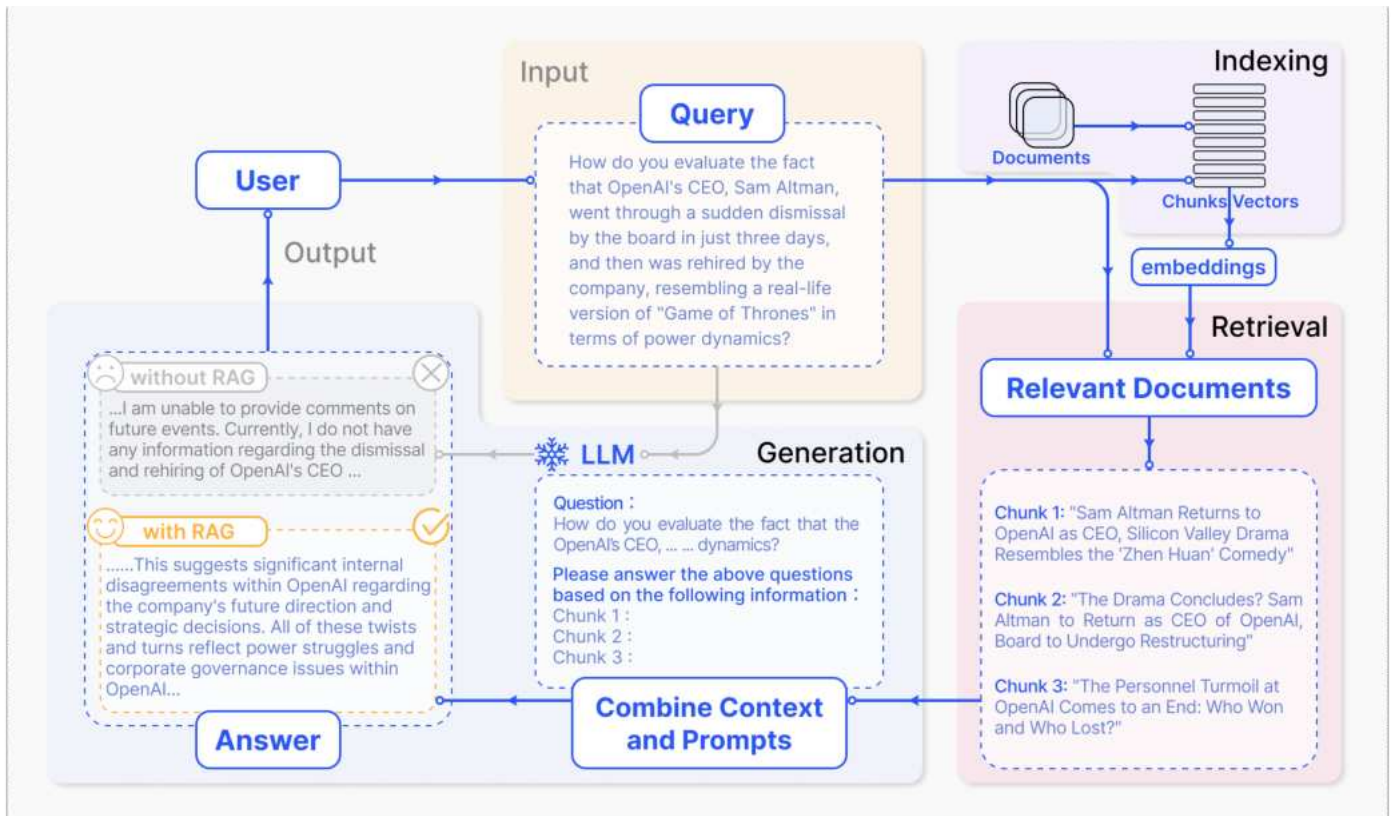 Input
Query
How do you evaluate the fact
that OpenAI's CEO, Sam Altman,
went through a sudden dismissal
by the board in just three days,
and then was rehired by the
company, resembling a real-life
version of "Game of Thrones" in
terms of power dynamics?
Indexing
Documents
Chunks Vectors
embeddings
User
Output
Retrieval
Relevant Documents
Chunk 1: "Sam Altman Returns to
OpenAI as CEO, Silicon Valley Drama
Resembles the 'Zhen Huan' Comedy"
Chunk 2: "The Drama Concludes? Sam
Altman to Return as CEO of OpenAI,
Board to Undergo Restructuring"
Chunk 3: "The Personnel Turmoil at
OpenAI Comes to an End: Who Won
and Who Lost?"
LLM
Generation
Question :
How do you evaluate the fact that the
OpenAI's CEO, ... ... dynamics?
Please answer the above questions
based on the following information :
Chunk 1 :
Chunk 2 :
Chunk 3 :
Combine Context
and Prompts
without RAG
...I am unable to provide comments on
future events. Currently, I do not have
any information regarding the dismissal
and rehiring of OpenAI's CEO ...
with RAG
......This suggests significant internal
disagreements within OpenAI regarding
the company's future direction and
strategic decisions. All of these twists
and turns reflect power struggles and
corporate governance issues within
OpenAI...
Answer